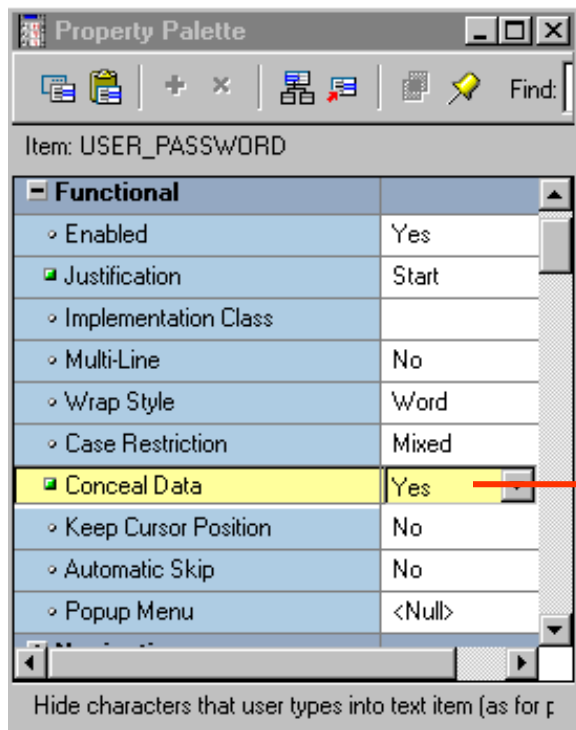 Property Palette
Find:
Item: USER_PASSWORD
Functional
Enabled Yes
Justification Start
Implementation Class
Multi-Line No
Wrap Style Word
Case Restriction Mixed
Conceal Data Yes
Keep Cursor Position No
Automatic Skip No
Popup Menu <Null>
Hide characters that user types into text item (as for